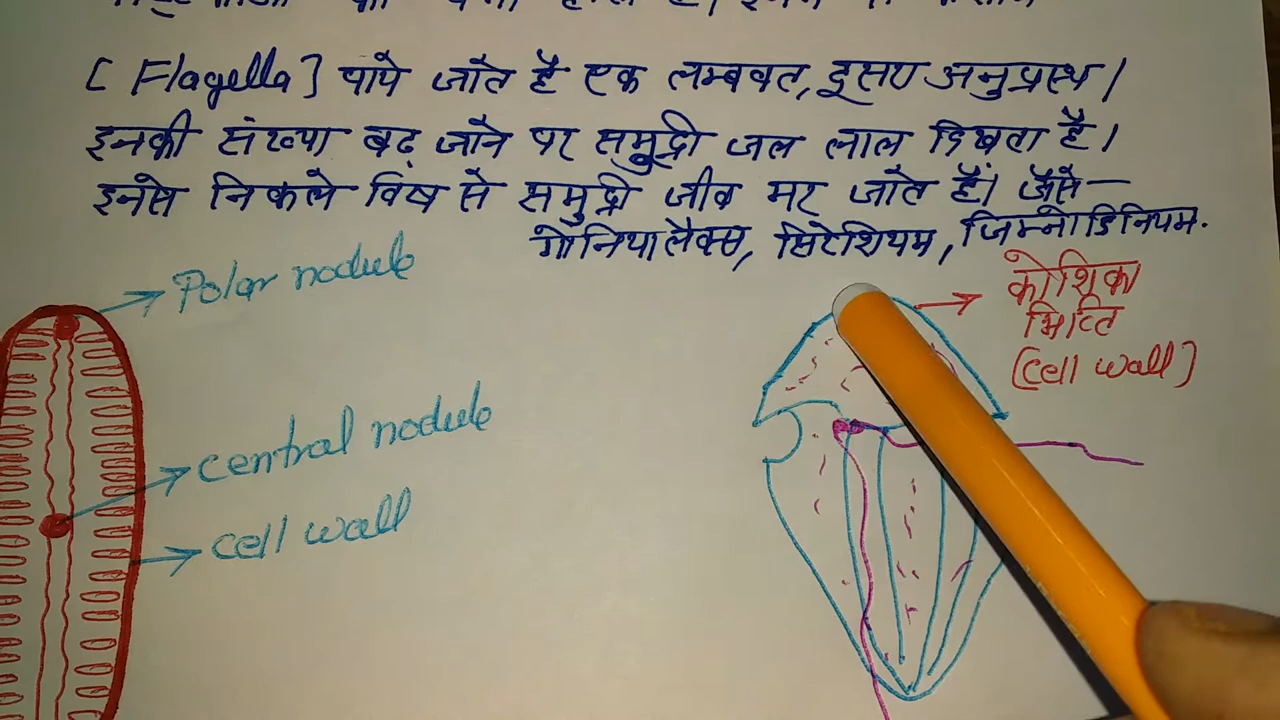 [Flagella] पाये जाते है एक लम्बवत, दूसरा अनुप्रस्थ।
इनकी संख्या बढ़ जाने पर समुद्री जल लाल दिखता है।
इनसे निकले विष से समुद्री जीव मर जाते हैं। जैसे—
गोनियालैक्स, सिरेशियम, जिम्नोडिनियम.
Polar nodule
central nodule
cell wall
कोशिका
भित्ति
(cell wall)